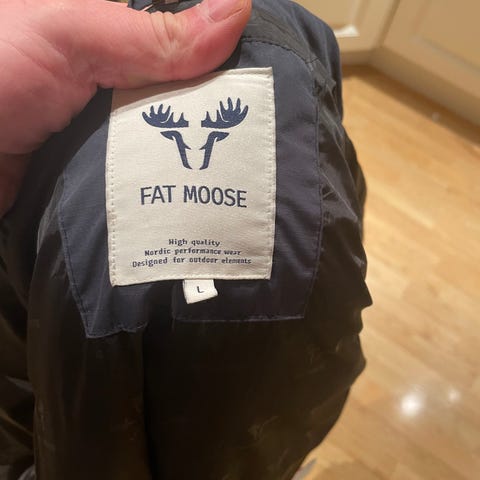 FAT MOOSE
High quality
Nordic performance wear
Designed for outdoor elements
L